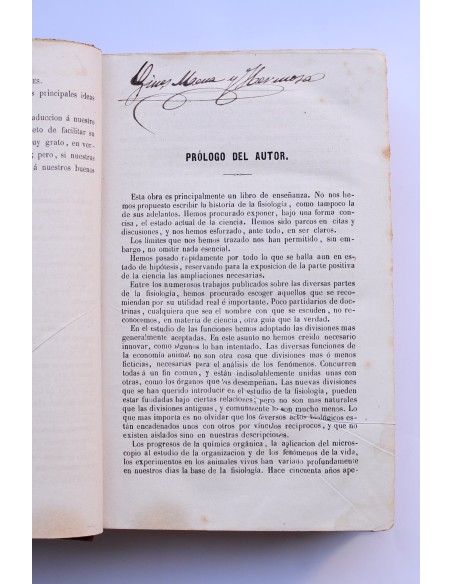 ES.
s principales ideas
aduccion á nuestro
eto de facilitar su
uy grato, en ver-
; pero, si nuestras
á nuestros buenos
Gines Maena y Hermosa
PRÓLOGO DEL AUTOR.
Esta obra es principalmente un libro de enseñanza. No nos he-
mos propuesto escribir la historia de la fisiología, como tampoco la
de sus adelantos. Hemos procurado exponer, bajo una forma con-
cisa, el estado actual de la ciencia. Hemos sido parcos en citas
y discusiones, y nos hemos esforzado, ante todo, en ser claros.
Los límites que nos hemos trazado nos han permitido, sin em-
bargo, no omitir nada esencial.
Hemos pasado rapidamente por todo lo que se halla aun en es-
tado de hipótesis, reservando para la exposicion de la parte positiva
de la ciencia las ampliaciones necesarias.
Entre los numerosos trabajos publicados sobre las diversas partes
de la fisiología, hemos procurado escoger aquellos que se reco-
miendan por su utilidad real é importante. Poco partidarios de doc-
trinas, cualquiera que sea el nombre con que se escuden, no re-
conocemos, en materia de ciencia, otra guia que la verdad.
En el estudio de las funciones hemos adoptado las divisiones mas
generalmente aceptadas. En este asunto no hemos creido necesario
innovar, como algunos lo han intentado. Las diversas funciones de
la economía animal no son otra cosa que divisiones mas ó menos
ficticias, necesarias para el análisis de los fenómenos. Concurren
todas á un fin comun, y están indisolublemente unidas unas con
otras, como los órganos que las desempeñan. Las nuevas divisiones
que se han querido introducir en el estudio de la fisiología, pueden
estar fundadas bajo ciertas relaciones; pero no son mas naturales
que las divisiones antiguas, y comunmente lo son mucho menos. Lo
que mas importa es no olvidar que los diversos actos biológicos es-
tán encadenados unos con otros por vínculos recíprocos, y que no
existen aislados sino en nuestras descripciones.
Los progresos de la química orgánica, la aplicacion del micros-
copio al estudio de la organizacion y de los fenómenos de la vida,
los experimentos en los animales vivos han variado profundamente
en nuestros dias la base de la fisiología. Hace cincuenta años ape-